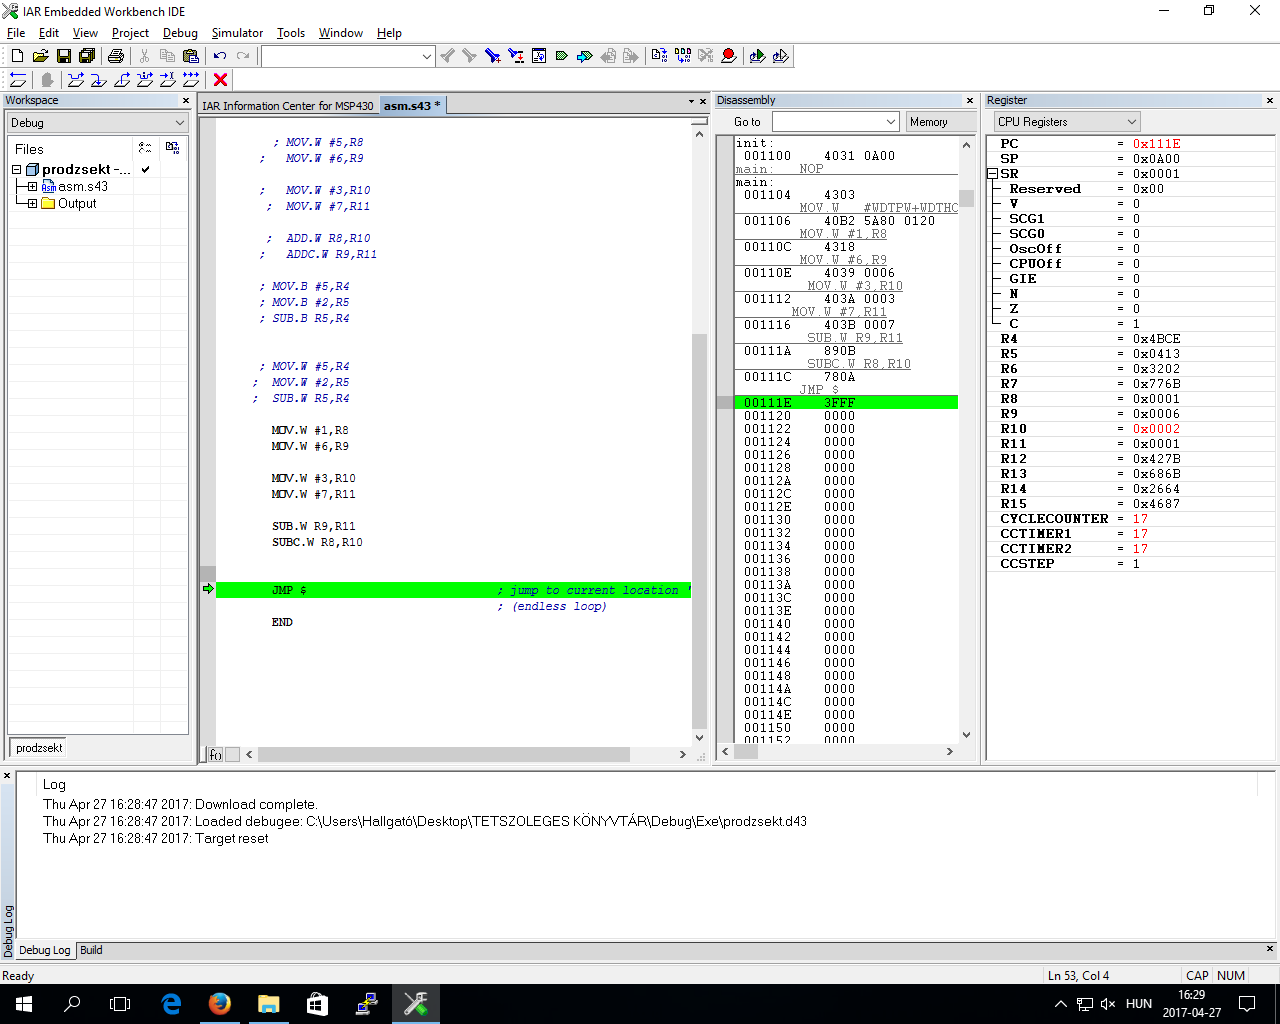 IAR Embedded Workbench IDE
File Edit View Project Debug Simulator Tools Window Help
Workspace
Debug
Files
prodzsekt -...
asm.s43
Output
prodzsekt
IAR Information Center for MSP430 asm.s43 *
; MOV.W #5,R8
; MOV.W #6,R9
; MOV.W #3,R10
; MOV.W #7,R11
; ADD.W R8,R10
; ADDC.W R9,R11
; MOV.B #5,R4
; MOV.B #2,R5
; SUB.B R5,R4
; MOV.W #5,R4
; MOV.W #2,R5
; SUB.W R5,R4
MOV.W #1,R8
MOV.W #6,R9
MOV.W #3,R10
MOV.W #7,R11
SUB.W R9,R11
SUBC.W R8,R10
JMP $ ; jump to current location '
; (endless loop)
END
f()
Disassembly
Go to Memory
init:
001100 4031 0A00
main: NOP
main:
001104 4303
MOV.W #WDTPW+WDTHO
001106 40B2 5A80 0120
MOV.W #1,R8
00110C 4318
MOV.W #6,R9
00110E 4039 0006
MOV.W #3,R10
001112 403A 0003
MOV.W #7,R11
001116 403B 0007
SUB.W R9,R11
00111A 890B
SUBC.W R8,R10
00111C 780A
JMP $
00111E 3FFF
001120 0000
001122 0000
001124 0000
001126 0000
001128 0000
00112A 0000
00112C 0000
00112E 0000
001130 0000
001132 0000
001134 0000
001136 0000
001138 0000
00113A 0000
00113C 0000
00113E 0000
001140 0000
001142 0000
001144 0000
001146 0000
001148 0000
00114A 0000
00114C 0000
00114E 0000
001150 0000
001152 0000
Register
CPU Registers
PC = 0x111E
SP = 0x0A00
SR = 0x0001
Reserved = 0x00
V = 0
SCG1 = 0
SCG0 = 0
OscOff = 0
CPUOff = 0
GIE = 0
N = 0
Z = 0
C = 1
R4 = 0x4BCE
R5 = 0x0413
R6 = 0x3202
R7 = 0x776B
R8 = 0x0001
R9 = 0x0006
R10 = 0x0002
R11 = 0x0001
R12 = 0x427B
R13 = 0x686B
R14 = 0x2664
R15 = 0x4687
CYCLECOUNTER = 17
CCTIMER1 = 17
CCTIMER2 = 17
CCSTEP = 1
Log
Thu Apr 27 16:28:47 2017: Download complete.
Thu Apr 27 16:28:47 2017: Loaded debugee: C:\Users\Hallgató\Desktop\TETSZOLEGES KÖNYVTÁR\Debug\Exe\prodzsekt.d43
Thu Apr 27 16:28:47 2017: Target reset
Debug Log
Debug Log Build
Ready Ln 53, Col 4 CAP NUM
HUN
16:29
2017-04-27